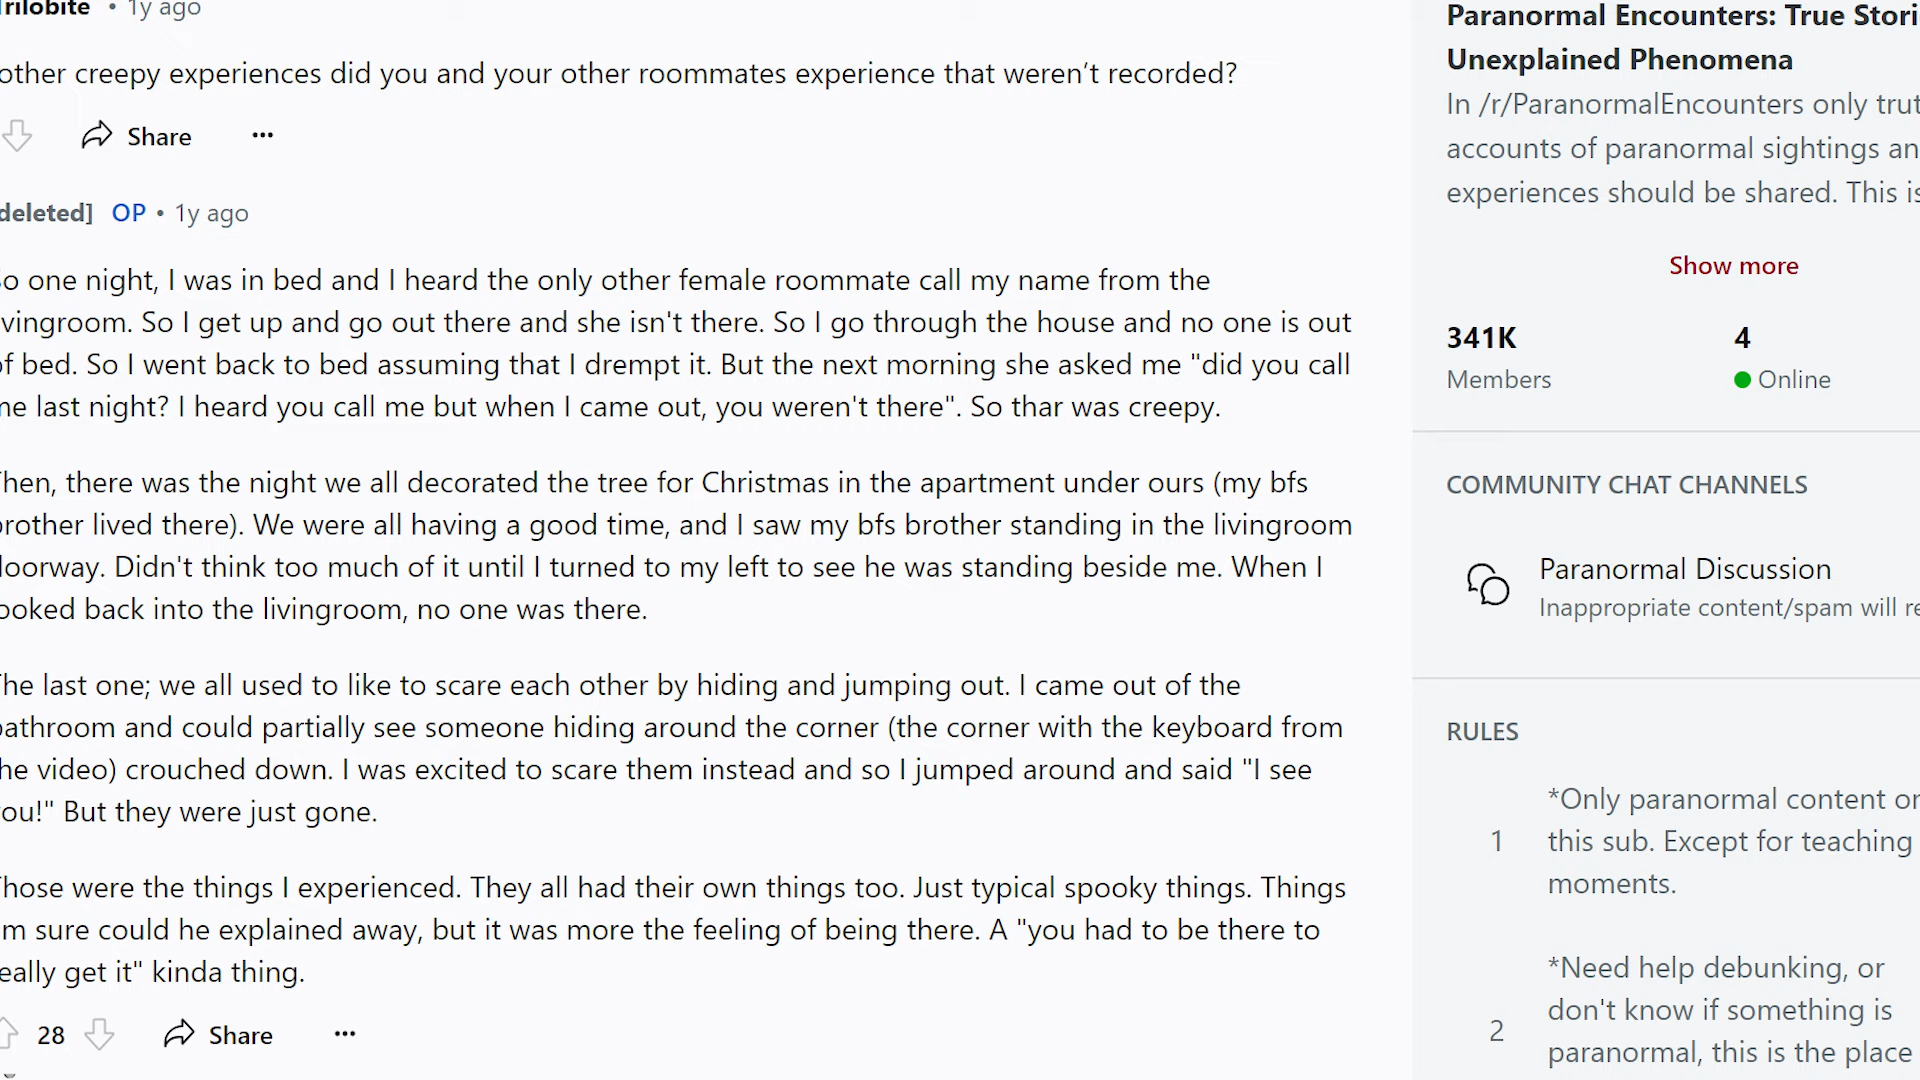 rilobite • 1y ago
other creepy experiences did you and your other roommates experience that weren’t recorded?
Share ...
deleted] OP • 1y ago
o one night, I was in bed and I heard the only other female roommate call my name from the
vingroom. So I get up and go out there and she isn't there. So I go through the house and no one is out
of bed. So I went back to bed assuming that I drempt it. But the next morning she asked me "did you call
me last night? I heard you call me but when I came out, you weren't there". So thar was creepy.
hen, there was the night we all decorated the tree for Christmas in the apartment under ours (my bfs
brother lived there). We were all having a good time, and I saw my bfs brother standing in the livingroom
doorway. Didn't think too much of it until I turned to my left to see he was standing beside me. When I
ooked back into the livingroom, no one was there.
he last one; we all used to like to scare each other by hiding and jumping out. I came out of the
bathroom and could partially see someone hiding around the corner (the corner with the keyboard from
he video) crouched down. I was excited to scare them instead and so I jumped around and said "I see
ou!" But they were just gone.
hose were the things I experienced. They all had their own things too. Just typical spooky things. Things
m sure could he explained away, but it was more the feeling of being there. A "you had to be there to
eally get it" kinda thing.
28 Share ...
Paranormal Encounters: True Stori
Unexplained Phenomena
In /r/ParanormalEncounters only trut
accounts of paranormal sightings an
experiences should be shared. This is
Show more
341K 4
Members Online
COMMUNITY CHAT CHANNELS
Paranormal Discussion
Inappropriate content/spam will re
RULES
*Only paranormal content on
1 this sub. Except for teaching
moments.
*Need help debunking, or
don't know if something is
2
paranormal, this is the place